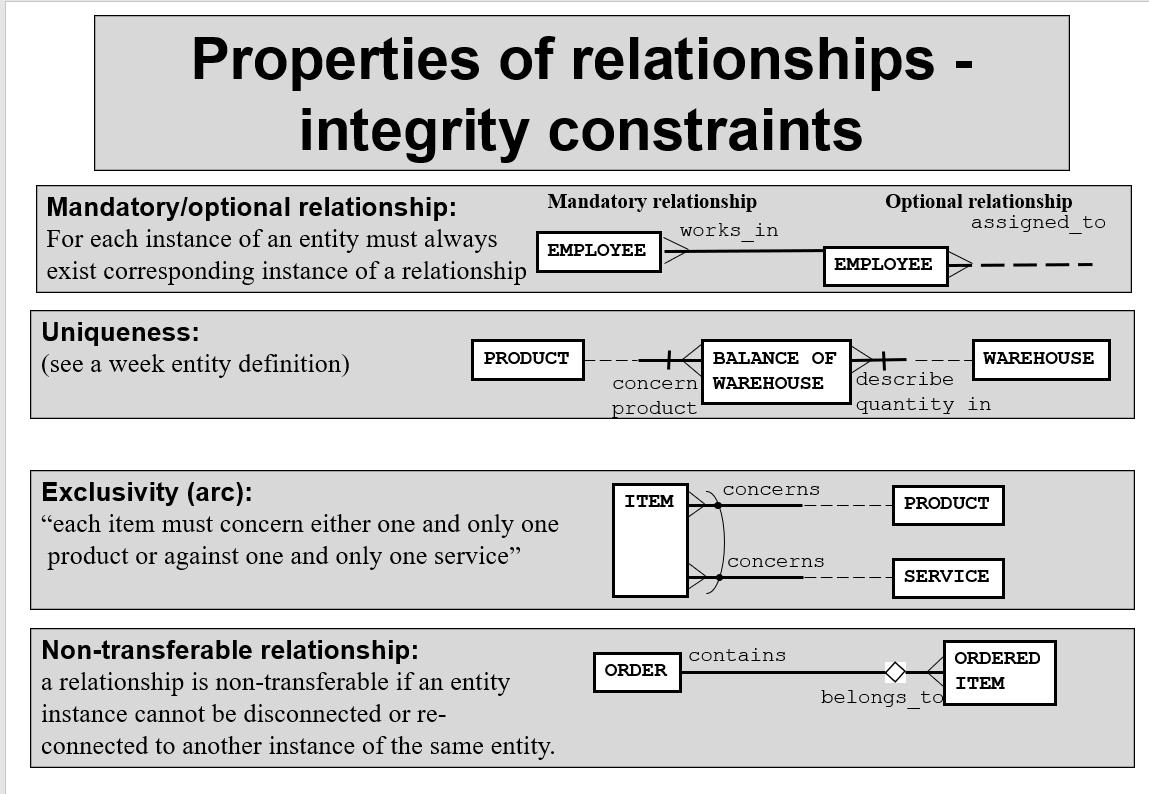 Properties of relationships -
integrity constraints
Mandatory/optional relationship:
For each instance of an entity must always
exist corresponding instance of a relationship
Mandatory relationship
Optional relationship
EMPLOYEE
works_in
EMPLOYEE
assigned_to
Uniqueness:
(see a week entity definition)
PRODUCT
concern
product
BALANCE OF
WAREHOUSE
describe
quantity in
WAREHOUSE
Exclusivity (arc):
“each item must concern either one and only one
product or against one and only one service”
ITEM
concerns
PRODUCT
concerns
SERVICE
Non-transferable relationship:
a relationship is non-transferable if an entity
instance cannot be disconnected or re-
connected to another instance of the same entity.
ORDER
contains
belongs_to
ORDERED
ITEM